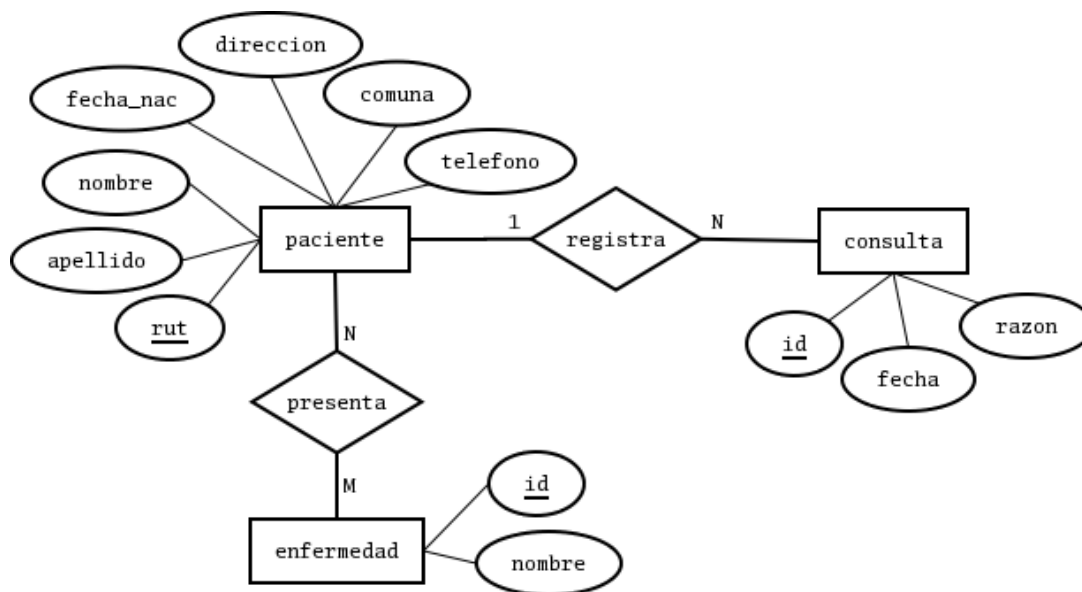 direccion
comuna
fecha_nac
telefono
nombre
apellido
rut
paciente
1
registra
N
consulta
id
fecha
razon
N
presenta
M
enfermedad
id
nombre